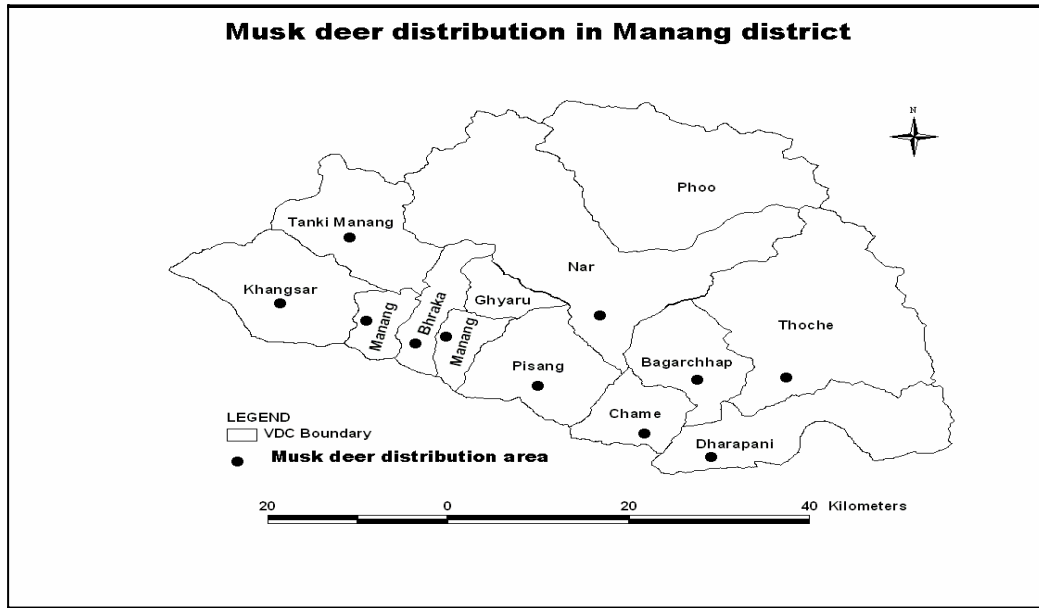 Musk deer distribution in Manang district
N
Phoo
Tanki Manang
Nar
Khangsar
Ghyaru
Manang
Bhraka
Manang
Thoche
Pisang
Bagarchhap
Chame
Dharapani
LEGEND
VDC Boundary
Musk deer distribution area
20 0 20 40 Kilometers